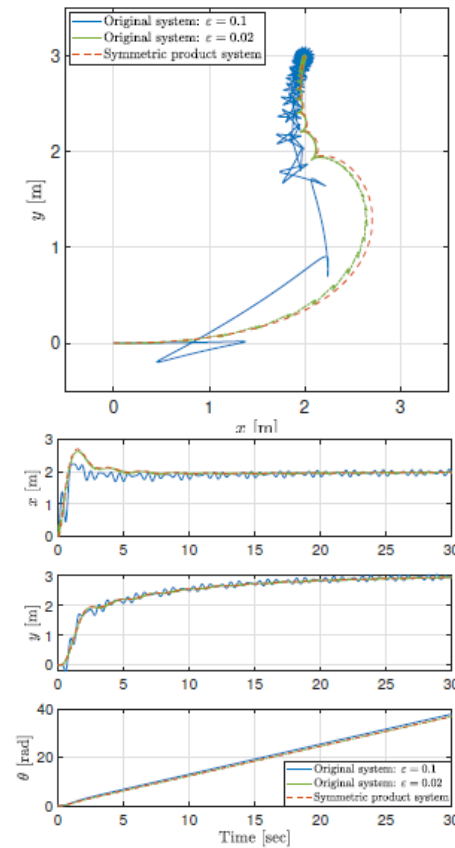 Original system: ε = 0.1
Original system: ε = 0.02
Symmetric product system
3
2
1
0
y [m]
0 1 2 3
x [m]
3
2
1
0
x [m]
0 5 10 15 20 25 30
3
2
1
0
y [m]
0 5 10 15 20 25 30
40
20
0
θ [rad]
Original system: ε = 0.1
Original system: ε = 0.02
Symmetric product system
0 5 10 15 20 25 30
Time [sec]